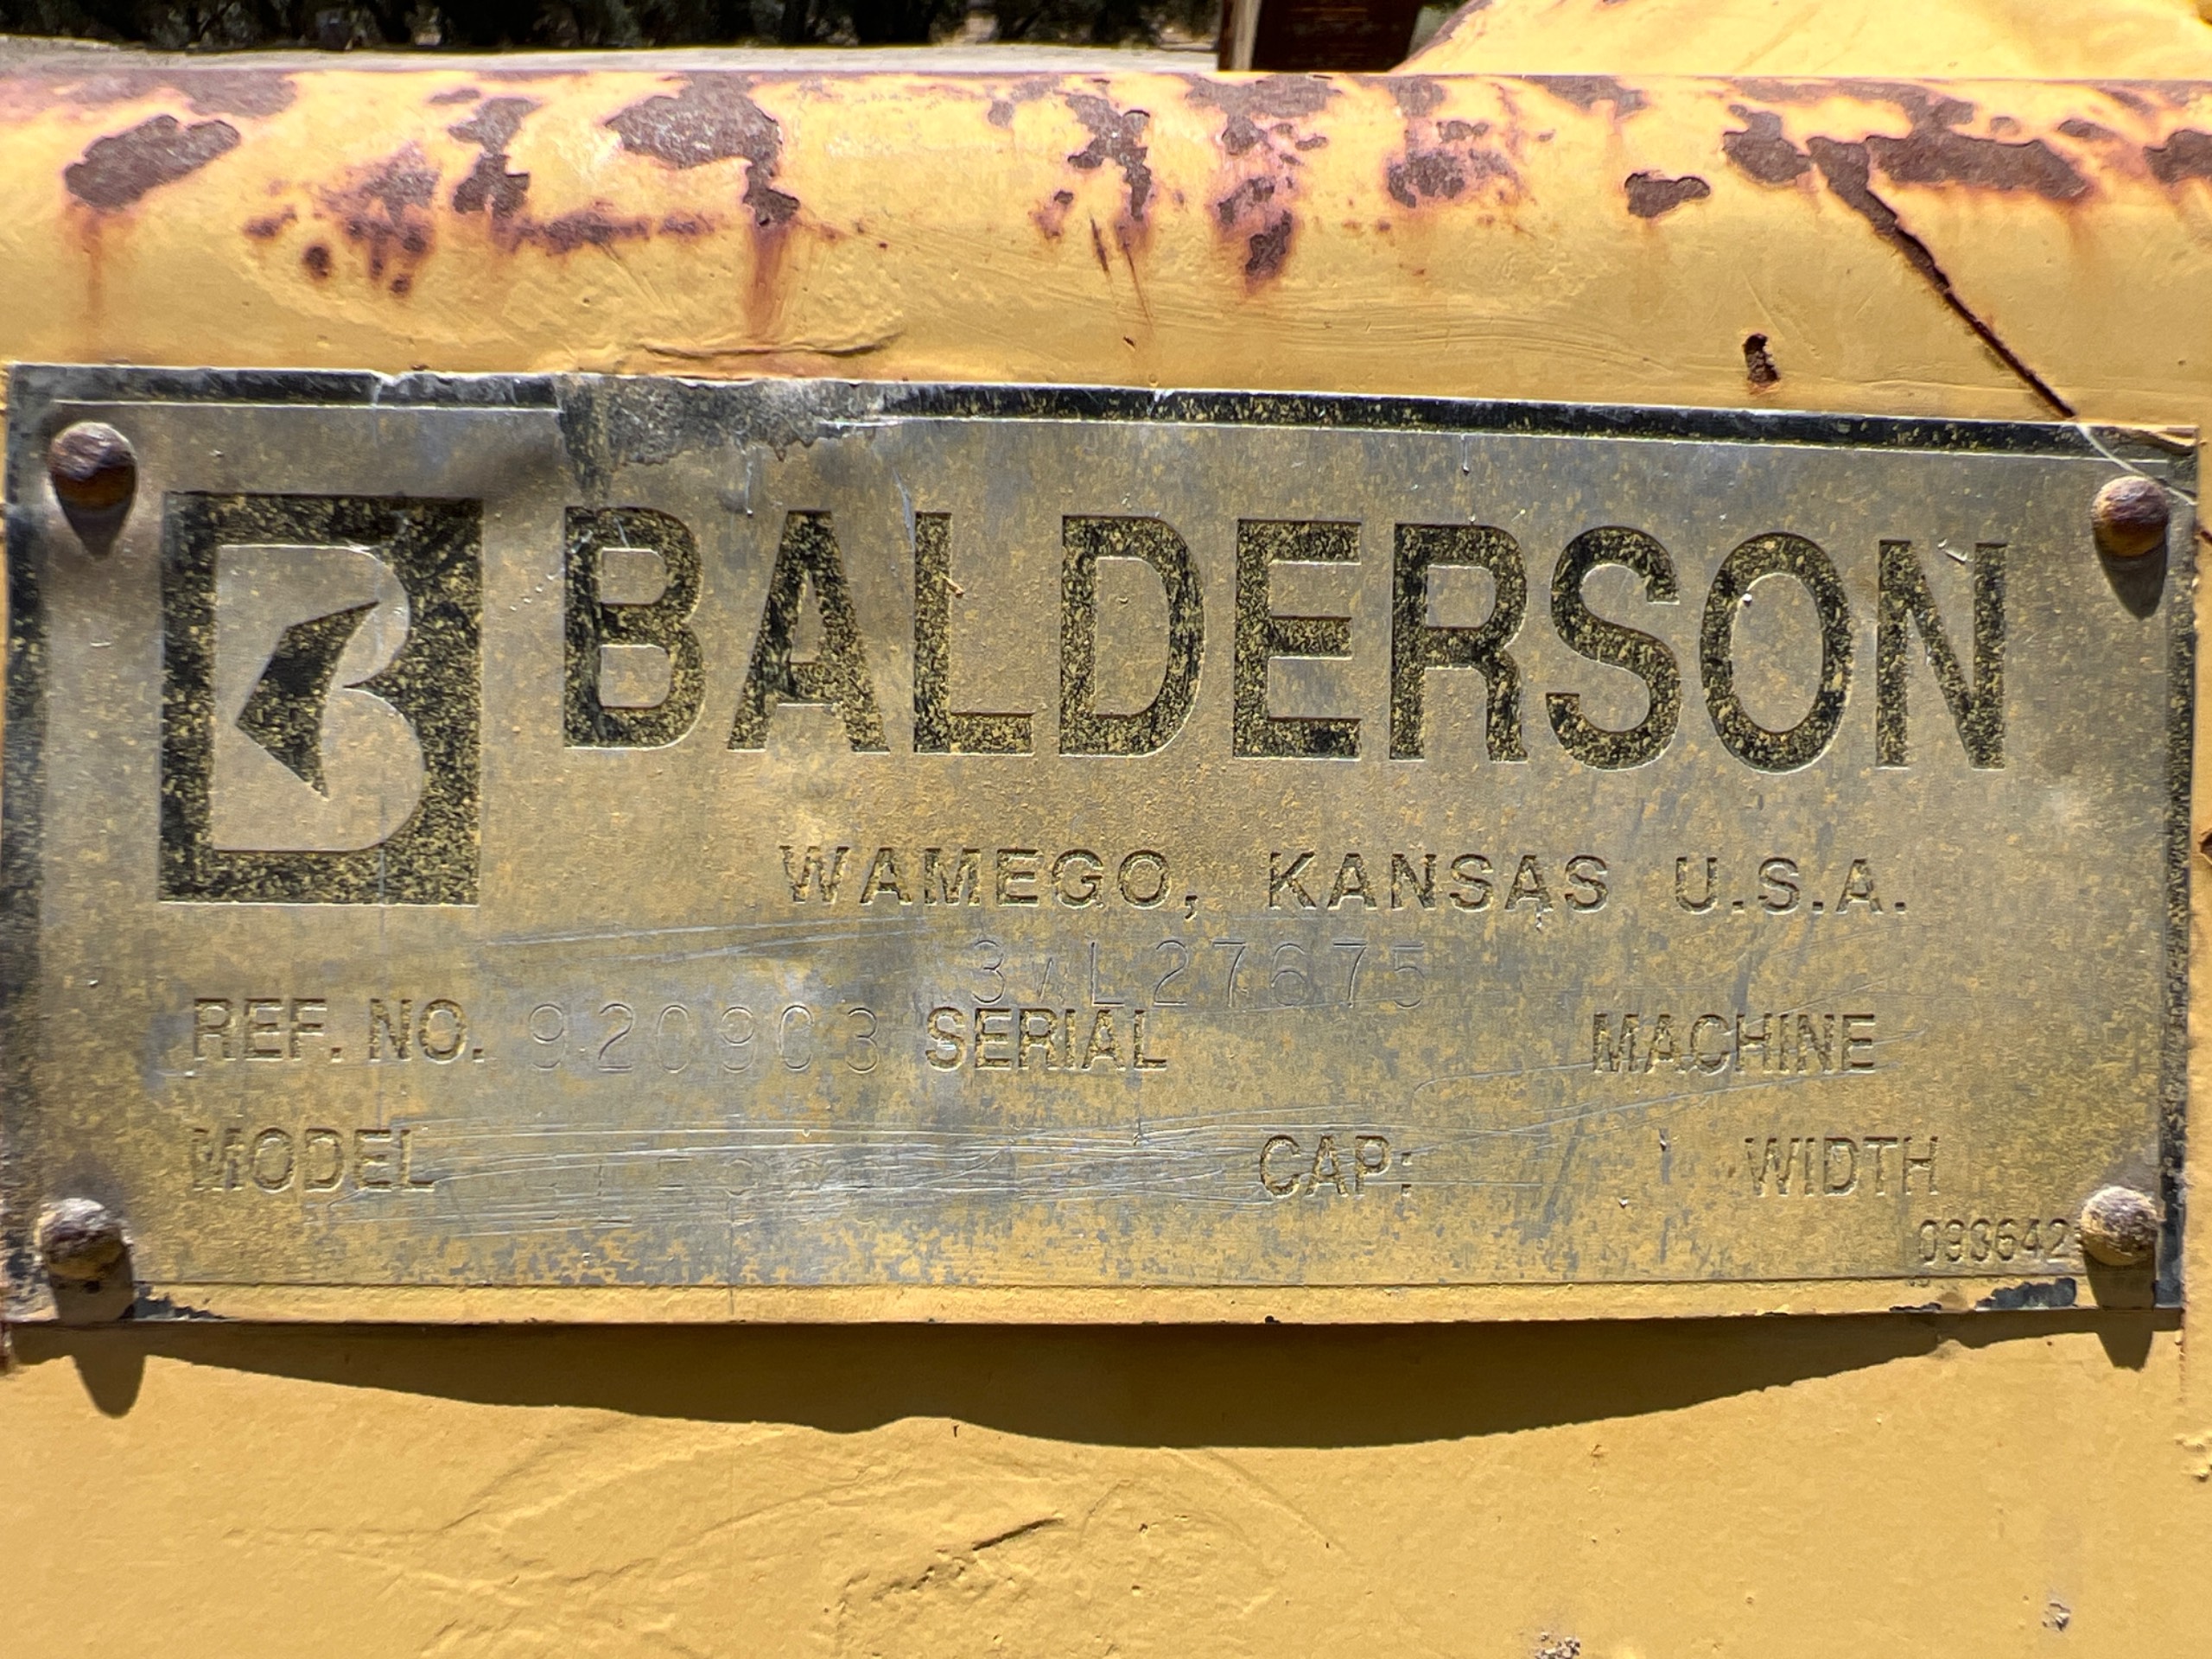 B BALDERSON
WAMEGO, KANSAS U.S.A.
3WL27675
REF. NO. 920903 SERIAL MACHINE
MODEL CAP: WIDTH
093642